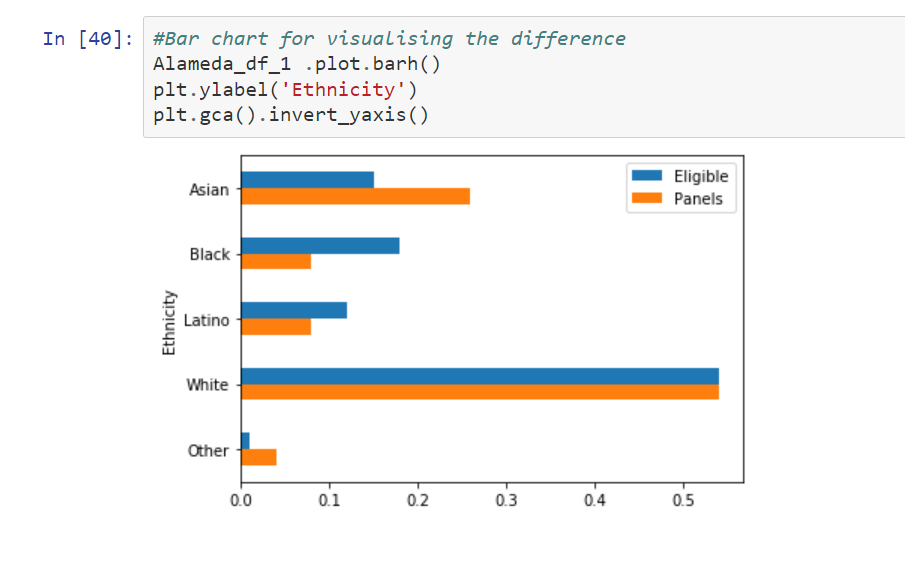 In [40]: #Bar chart for visualising the difference
Alameda_df_1 .plot.barh()
plt.ylabel('Ethnicity')
plt.gca().invert_yaxis()
Eligible
Panels
Asian
Black
Latino
White
Other
Ethnicity
0.0 0.1 0.2 0.3 0.4 0.5